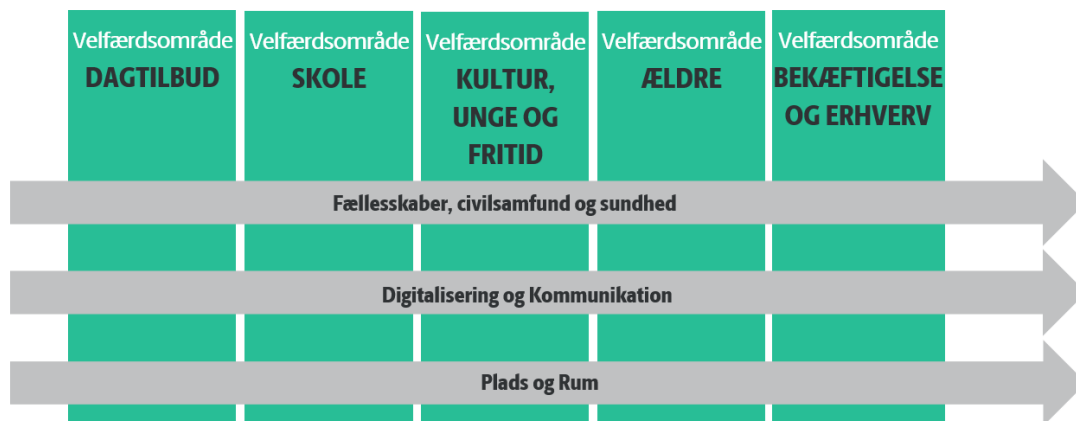 Velfærdsområde
DAGTILBUD
Velfærdsområde
SKOLE
Velfærdsområde
KULTUR,
UNGE OG
FRITID
Velfærdsområde
ÆLDRE
Velfærdsområde
BEKÆFTIGELSE
OG ERHVERV
Fællesskaber, civilsamfund og sundhed
Digitalisering og Kommunikation
Plads og Rum